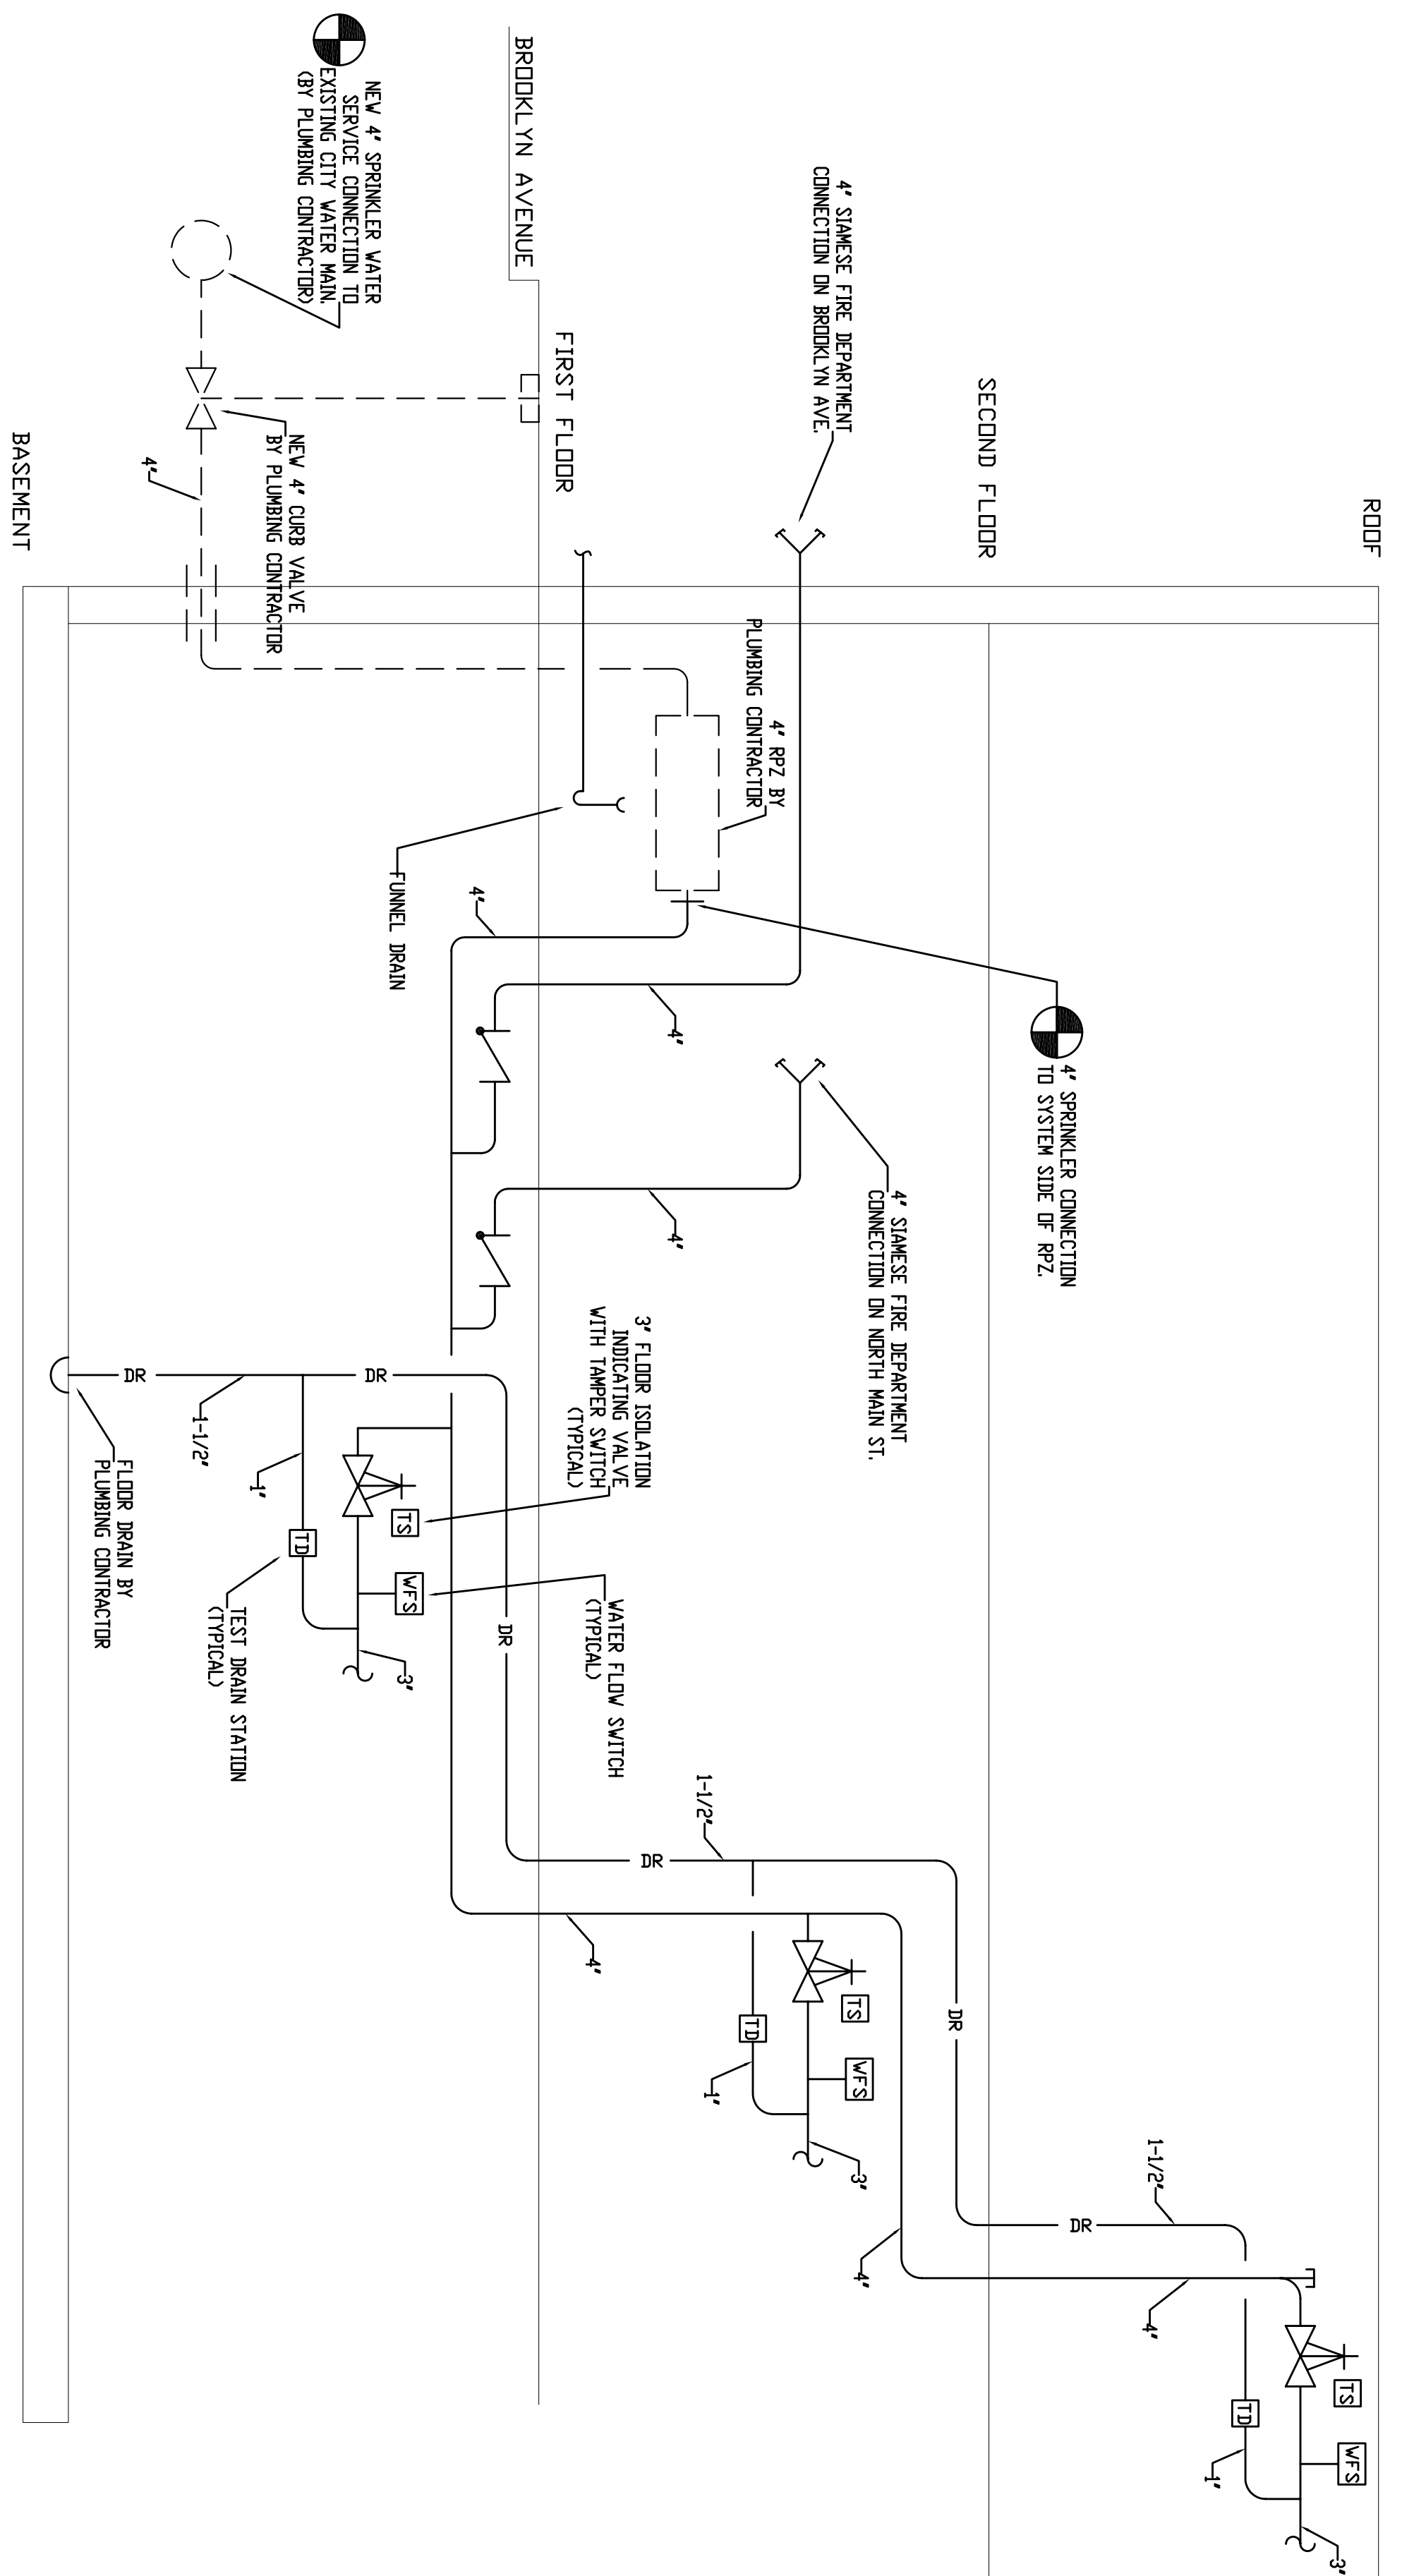 ROOF
SECOND FLOOR
FIRST FLOOR
BROOKLYN AVENUE
BASEMENT
4" SIAMESE FIRE DEPARTMENT
CONNECTION ON BROOKLYN AVE.
NEW 4" SPRINKLER WATER
SERVICE CONNECTION TO
EXISTING CITY WATER MAIN.
(BY PLUMBING CONTRACTOR)
NEW 4" CURB VALVE
BY PLUMBING CONTRACTOR
4"
4" RPZ BY
PLUMBING CONTRACTOR
FUNNEL DRAIN
4"
4"
4" SPRINKLER CONNECTION
TO SYSTEM SIDE OF RPZ.
4" SIAMESE FIRE DEPARTMENT
CONNECTION ON NORTH MAIN ST.
4"
3" FLOOR ISOLATION
INDICATING VALVE
WITH TAMPER SWITCH
(TYPICAL)
DR
DR
1-1/2"
1"
FLOOR DRAIN BY
PLUMBING CONTRACTOR
TS
TD
WFS
3"
TEST DRAIN STATION
(TYPICAL)
WATER FLOW SWITCH
(TYPICAL)
DR
1-1/2"
DR
4"
TS
TD
WFS
1"
3"
DR
1-1/2"
DR
4"
4"
TS
TD
WFS
1"
3"